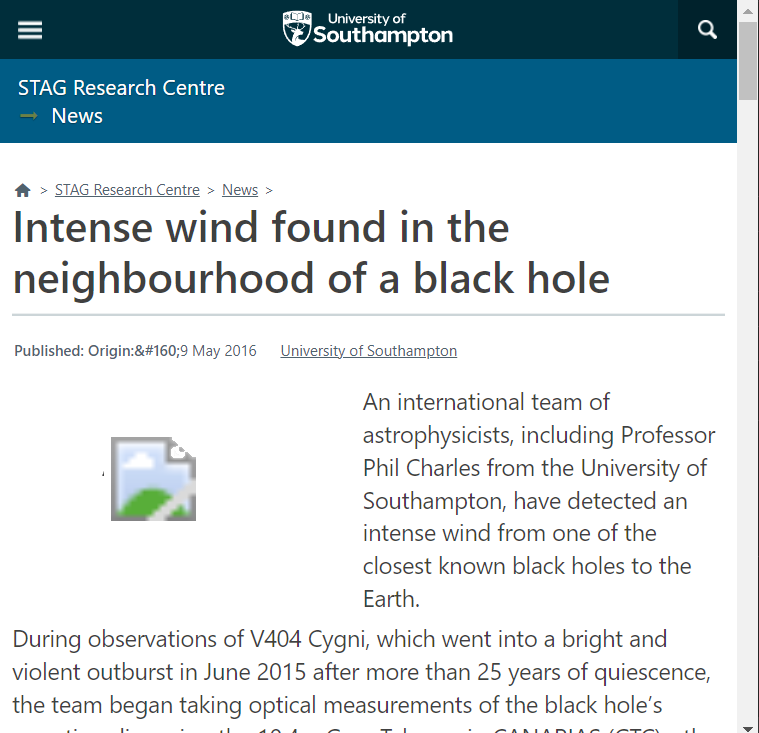 University of
Southampton
STAG Research Centre
→ News
> STAG Research Centre > News >
Intense wind found in the
neighbourhood of a black hole
Published: Origin:&#160;9 May 2016 University of Southampton
An international team of
astrophysicists, including Professor
Phil Charles from the University of
Southampton, have detected an
intense wind from one of the
closest known black holes to the
Earth.
During observations of V404 Cygni, which went into a bright and
violent outburst in June 2015 after more than 25 years of quiescence,
the team began taking optical measurements of the black hole’s